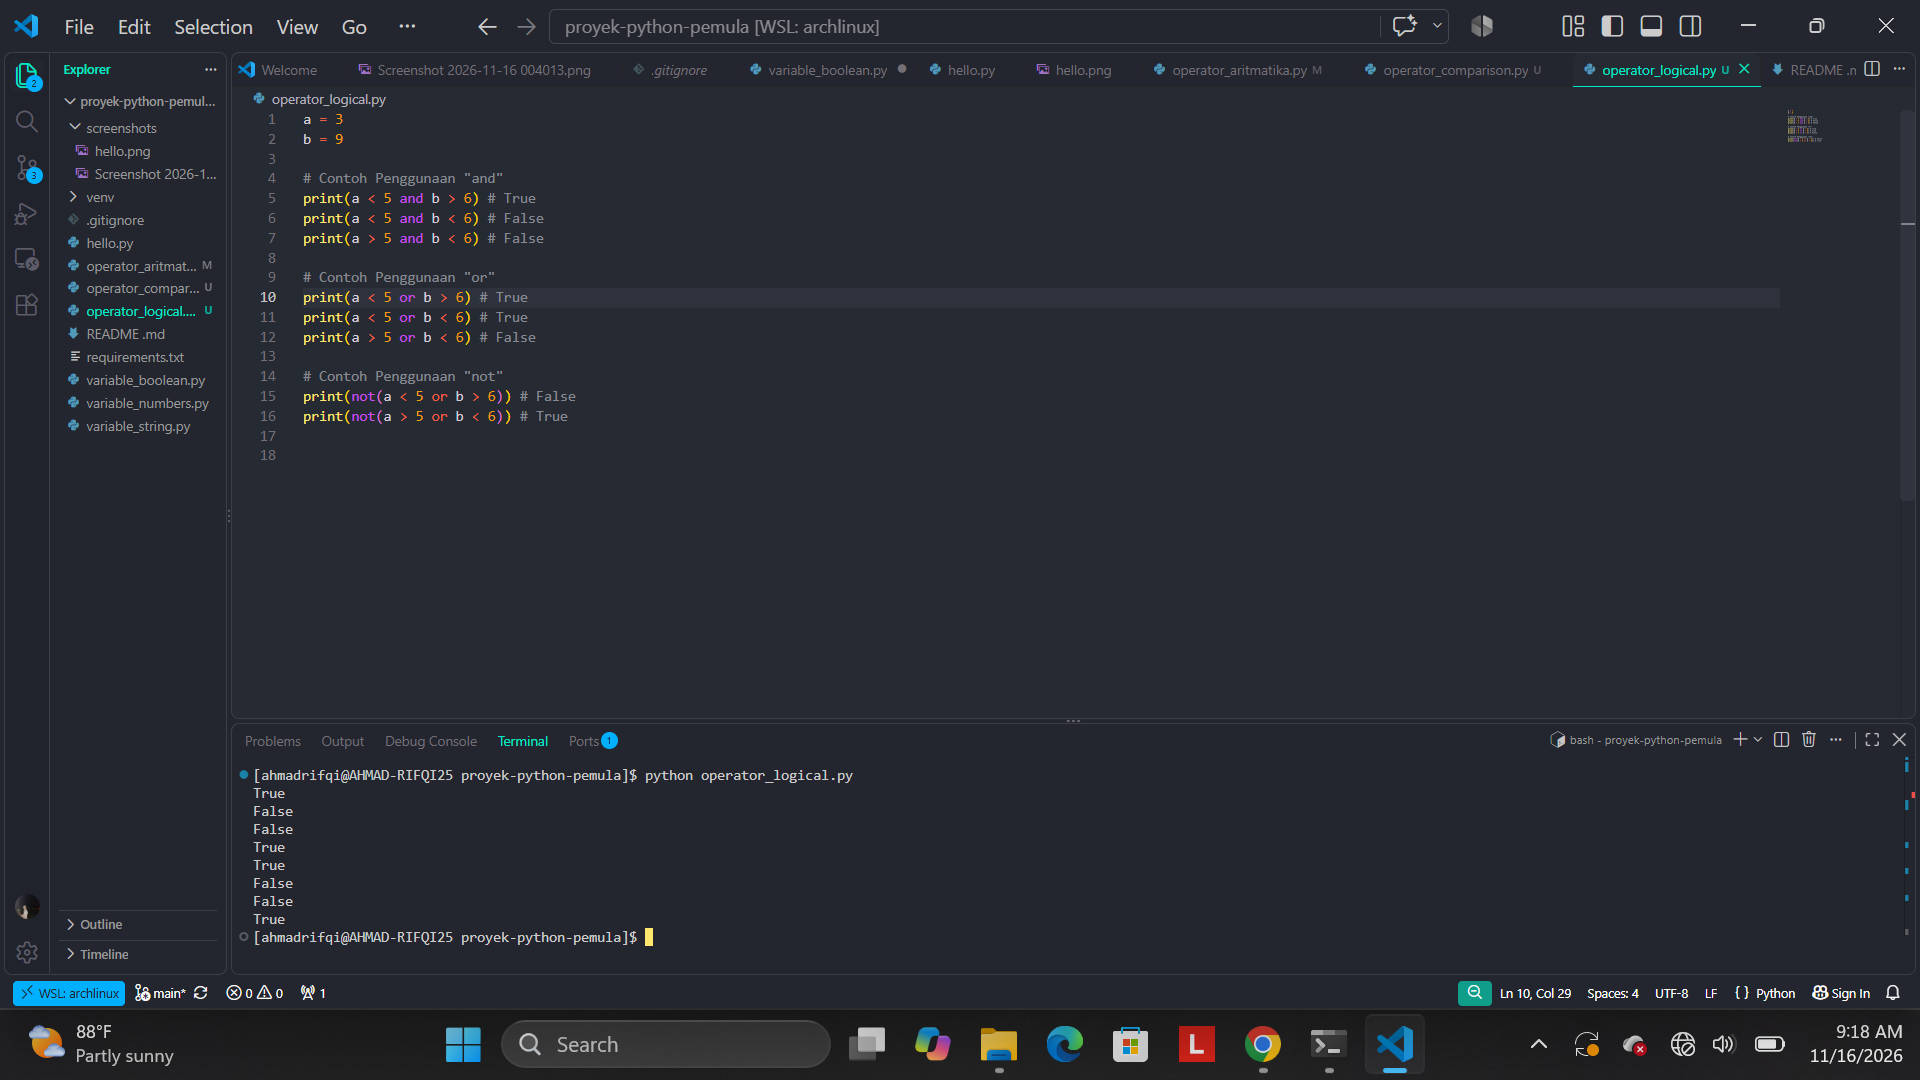 File Edit Selection View Go
proyek-python-pemula [WSL: archlinux]
Explorer
2
proyek-python-pemul...
screenshots
hello.png
Screenshot 2026-1...
3
venv
.gitignore
hello.py
operator_aritmat... M
operator_compar... U
operator_logical.... U
README .md
requirements.txt
variable_boolean.py
variable_numbers.py
variable_string.py
Outline
Timeline
Welcome Screenshot 2026-11-16 004013.png .gitignore variable_boolean.py hello.py hello.png operator_aritmatika.py M operator_comparison.py U operator_logical.py U README .n
operator_logical.py
1 a = 3
2 b = 9
3
4 # Contoh Penggunaan "and"
5 print(a < 5 and b > 6) # True
6 print(a < 5 and b < 6) # False
7 print(a > 5 and b < 6) # False
8
9 # Contoh Penggunaan "or"
10 print(a < 5 or b > 6) # True
11 print(a < 5 or b < 6) # True
12 print(a > 5 or b < 6) # False
13
14 # Contoh Penggunaan "not"
15 print(not(a < 5 or b > 6)) # False
16 print(not(a > 5 or b < 6)) # True
17
18
Problems Output Debug Console Terminal Ports 1
bash - proyek-python-pemula
[ahmadrifqi@AHMAD-RIFQI25 proyek-python-pemula]$ python operator_logical.py
True
False
False
True
True
False
False
True
[ahmadrifqi@AHMAD-RIFQI25 proyek-python-pemula]$
WSL: archlinux main* 0 0 1
Ln 10, Col 29 Spaces: 4 UTF-8 LF { } Python Sign In
88°F
Partly sunny
Search
L
9:18 AM
11/16/2026